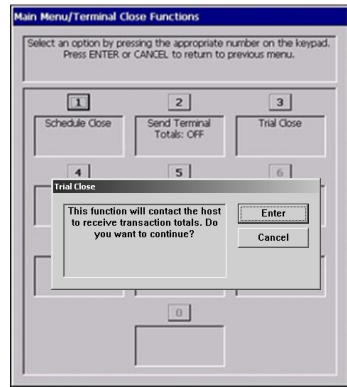 Main Menu/Terminal Close Functions
Select an option by pressing the appropriate number on the keypad.
Press ENTER or CANCEL to return to previous menu.
1 2 3
Schedule Close Send Terminal Trial Close
Totals: OFF
4 5 6
Trial Close
This function will contact the host
to receive transaction totals. Do
you want to continue?
Enter
Cancel
0